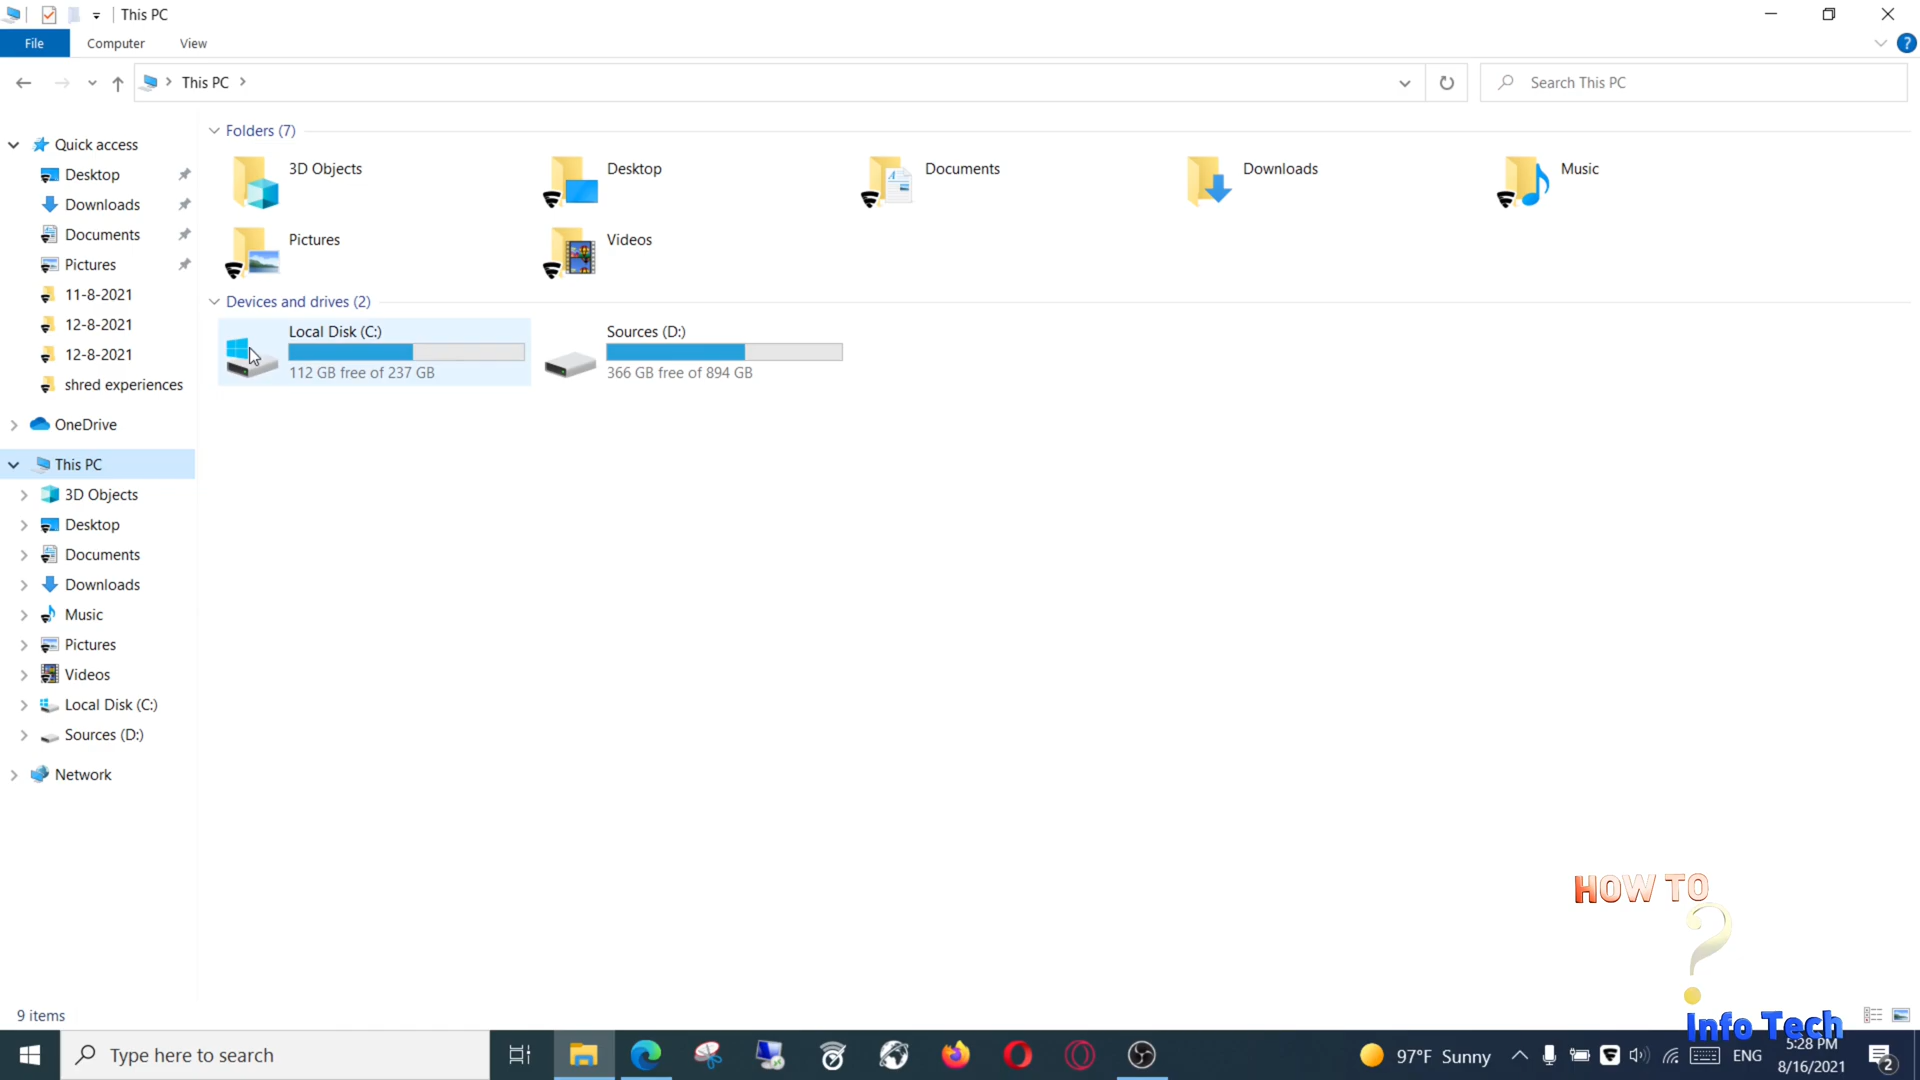 This PC
File
Computer
View
This PC
Search This PC
Quick access
Desktop
Downloads
Documents
Pictures
11-8-2021
12-8-2021
12-8-2021
shred experiences
OneDrive
This PC
3D Objects
Desktop
Documents
Downloads
Music
Pictures
Videos
Local Disk (C:)
Sources (D:)
Network
Folders (7)
3D Objects
Desktop
Documents
Downloads
Music
Pictures
Videos
Devices and drives (2)
Local Disk (C:)
112 GB free of 237 GB
Sources (D:)
366 GB free of 894 GB
HOW TO
?
Info Tech
9 items
Type here to search
97°F Sunny
ENG
5:28 PM
8/16/2021
2